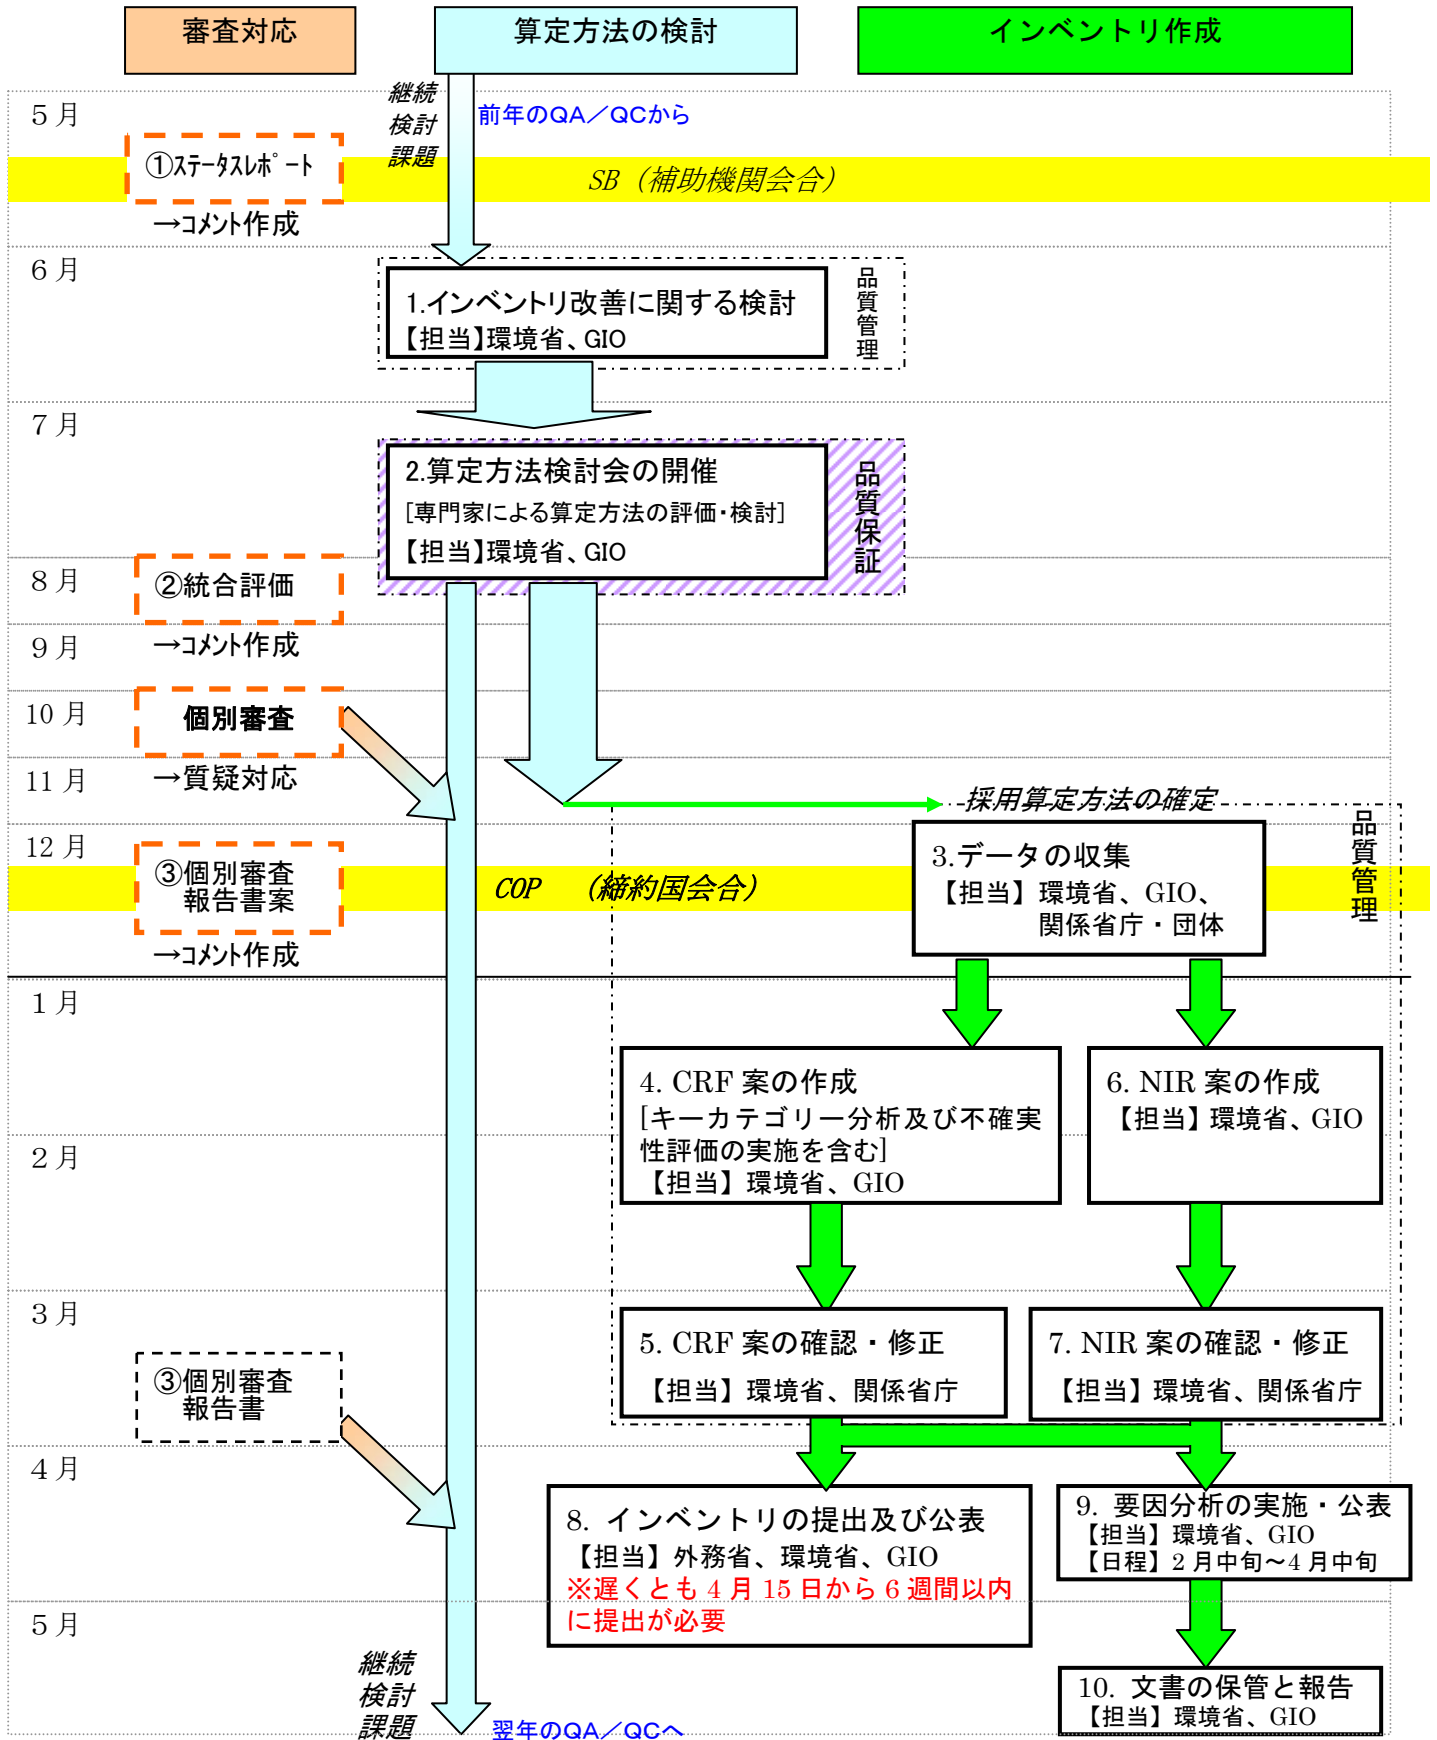 審査対応
算定方法の検討
インベントリ作成
5月
継続
検討
課題
前年のQA/QCから
①ステータスレポート
SB (補助機関会合)
→コメント作成
6月
1.インベントリ改善に関する検討
【担当】環境省、GIO
品質管理
7月
2.算定方法検討会の開催
[専門家による算定方法の評価・検討]
【担当】環境省、GIO
品質保証
8月
②統合評価
9月
→コメント作成
10月
個別審査
11月
→質疑対応
採用算定方法の確定
12月
③個別審査
報告書案
COP (締約国会合)
→コメント作成
3.データの収集
【担当】環境省、GIO、
関係省庁・団体
品質管理
1月
4. CRF 案の作成
[キーカテゴリー分析及び不確実
性評価の実施を含む]
【担当】環境省、GIO
6. NIR 案の作成
【担当】環境省、GIO
2月
3月
5. CRF 案の確認・修正
【担当】環境省、関係省庁
7. NIR 案の確認・修正
【担当】環境省、関係省庁
③個別審査
報告書
4月
8. インベントリの提出及び公表
【担当】外務省、環境省、GIO
※遅くとも 4 月 15 日から 6 週間以内
に提出が必要
9. 要因分析の実施・公表
【担当】環境省、GIO
【日程】2 月中旬～4 月中旬
5月
継続
検討
課題
翌年のQA/QCへ
10. 文書の保管と報告
【担当】環境省、GIO